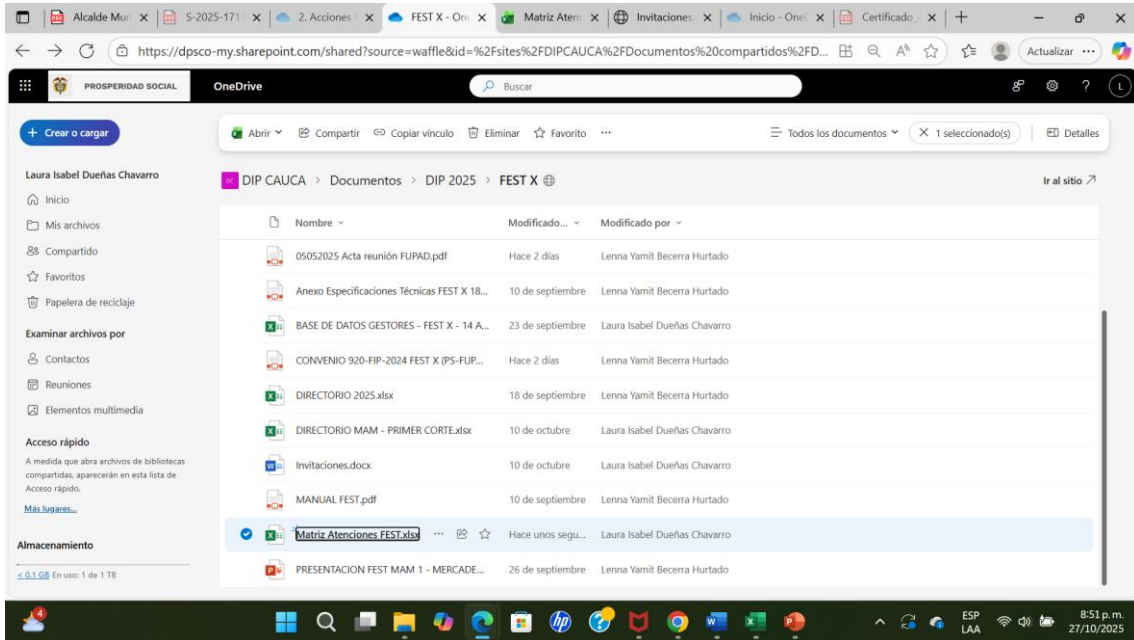 Alcalde Mun
S-2025-171
2. Acciones
FEST X - On
Matriz Aten
Invitaciones
Inicio - One
Certificado_
https://dpsco-my.sharepoint.com/shared?source=waffle&id=%2Fsites%2FDIPCAUCA%2FDocumentos%20compartidos%2FD...
Actualizar ...
PROSPERIDAD SOCIAL
OneDrive
Buscar
L
+ Crear o cargar
Abrir
Compartir
Copiar vínculo
Eliminar
Favorito
...
Todos los documentos
1 seleccionado(s)
Detalles
Laura Isabel Dueñas Chavarro
Inicio
Mis archivos
Compartido
Favoritos
Papelera de reciclaje
Examinar archivos por
Contactos
Reuniones
Elementos multimedia
Acceso rápido
A medida que abra archivos de bibliotecas
compartidas, aparecerán en esta lista de
Acceso rápido.
Más lugares...
Almacenamiento
< 0.1 GB En uso: 1 de 1 TB
DC DIP CAUCA > Documentos > DIP 2025 > FEST X
Ir al sitio
Nombre Modificado... Modificado por
05052025 Acta reunión FUPAD.pdf Hace 2 días Lenna Yamit Becerra Hurtado
Anexo Especificaciones Técnicas FEST X 18... 10 de septiembre Lenna Yamit Becerra Hurtado
BASE DE DATOS GESTORES - FEST X - 14 A... 23 de septiembre Laura Isabel Dueñas Chavarro
CONVENIO 920-FIP-2024 FEST X (PS-FUP... Hace 2 días Lenna Yamit Becerra Hurtado
DIRECTORIO 2025.xlsx 18 de septiembre Lenna Yamit Becerra Hurtado
DIRECTORIO MAM - PRIMER CORTE.xlsx 10 de octubre Laura Isabel Dueñas Chavarro
Invitaciones.docx 10 de octubre Laura Isabel Dueñas Chavarro
MANUAL FEST.pdf 10 de septiembre Lenna Yamit Becerra Hurtado
Matriz Atenciones FEST.xlsx ... Hace unos segu... Laura Isabel Dueñas Chavarro
PRESENTACION FEST MAM 1 - MERCADE... 26 de septiembre Lenna Yamit Becerra Hurtado
4
ESP
LAA
8:51 p. m.
27/10/2025